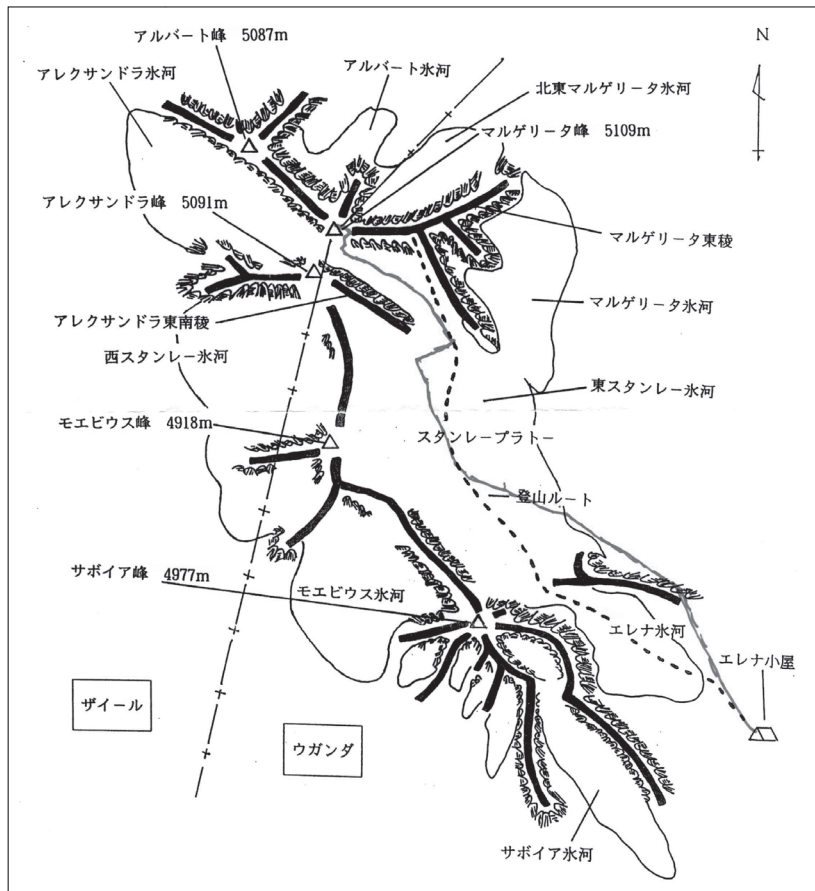 アルバート峰 5087m
N
アレクサンドラ氷河
アルバート氷河
北東マルゲリータ氷河
マルゲリータ峰 5109m
アレクサンドラ峰 5091m
マルゲリータ東稜
アレクサンドラ東南稜
マルゲリータ氷河
西スタンレー氷河
東スタンレー氷河
モエビウス峰 4918m
スタンレープラトー
登山ルート
サボイア峰 4977m
モエビウス氷河
エレナ氷河
エレナ小屋
ザイール
ウガンダ
サボイア氷河